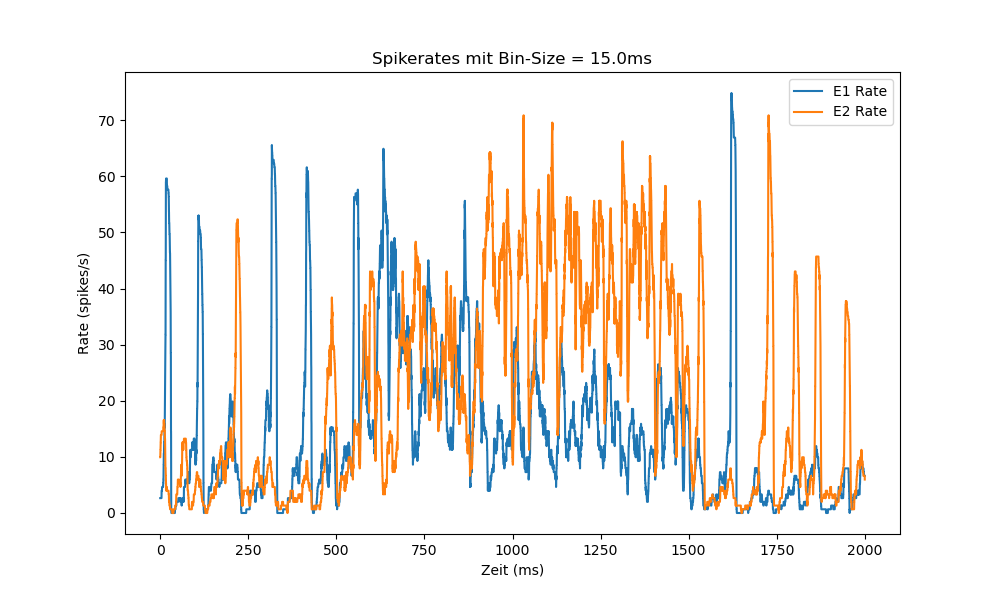 Spikerates mit Bin-Size = 15.0ms
E1 Rate
E2 Rate
Rate (spikes/s)
70
60
50
40
30
20
10
0
0 250 500 750 1000 1250 1500 1750 2000
Zeit (ms)